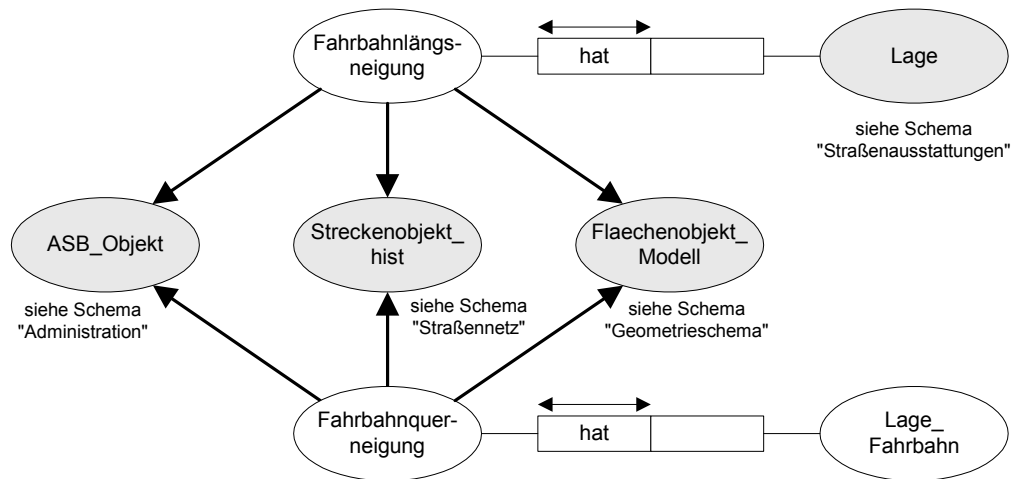 Fahrbahnlängs-
neigung
hat
Lage
siehe Schema
"Straßenausstattungen"
ASB_Objekt
siehe Schema
"Administration"
Streckenobjekt_
hist
siehe Schema
"Straßennetz"
Flaechenobjekt_
Modell
siehe Schema
"Geometrieschema"
Fahrbahnquer-
neigung
hat
Lage_
Fahrbahn